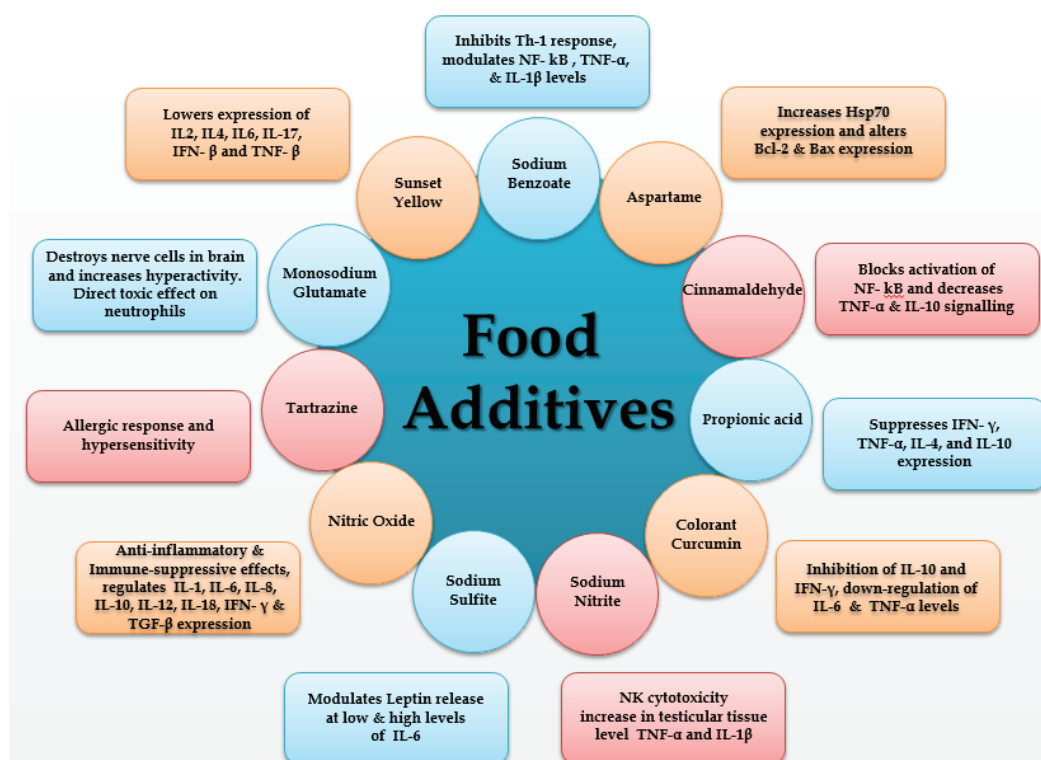 Inhibits Th-1 response,
modulates NF- kB , TNF-α,
& IL-1β levels
Sodium
Benzoate
Increases Hsp70
expression and alters
Bcl-2 & Bax expression
Aspartame
Blocks activation of
NF- kB and decreases
TNF-α & IL-10 signalling
Cinnamaldehyde
Suppresses IFN- γ,
TNF-α, IL-4, and IL-10
expression
Propionic acid
Inhibition of IL-10 and
IFN-γ, down-regulation of
IL-6 & TNF-α levels
Colorant
Curcumin
NK cytotoxicity
increase in testicular tissue
level TNF-α and IL-1β
Sodium
Nitrite
Modulates Leptin release
at low & high levels
of IL-6
Sodium
Sulfite
Anti-inflammatory &
Immune-suppressive effects,
regulates IL-1, IL-6, IL-8,
IL-10, IL-12, IL-18, IFN- γ &
TGF-β expression
Nitric Oxide
Allergic response and
hypersensitivity
Tartrazine
Destroys nerve cells in brain
and increases hyperactivity.
Direct toxic effect on
neutrophils
Monosodium
Glutamate
Lowers expression of
IL2, IL4, IL6, IL-17,
IFN- β and TNF- β
Sunset
Yellow
Food
Additives